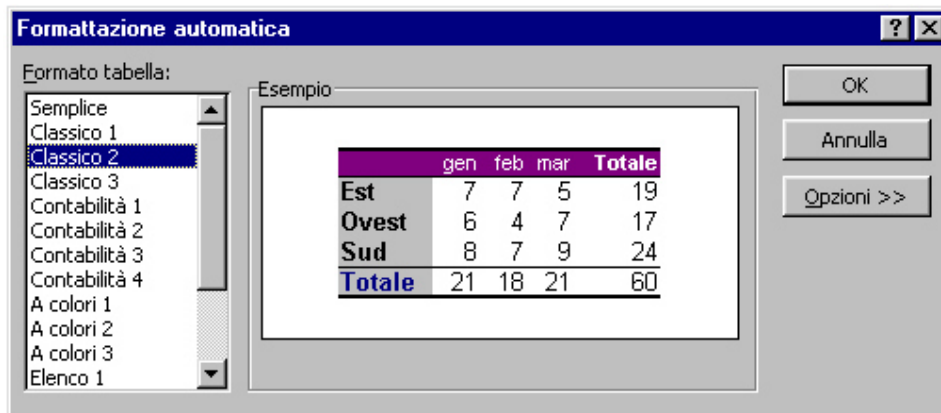 Formattazione automatica
Formato tabella:
Semplice
Classico 1
Classico 2
Classico 3
Contabilità 1
Contabilità 2
Contabilità 3
Contabilità 4
A colori 1
A colori 2
A colori 3
Elenco 1
Esempio
gen feb mar Totale
Est 7 7 5 19
Ovest 6 4 7 17
Sud 8 7 9 24
Totale 21 18 21 60
OK
Annulla
Opzioni >>